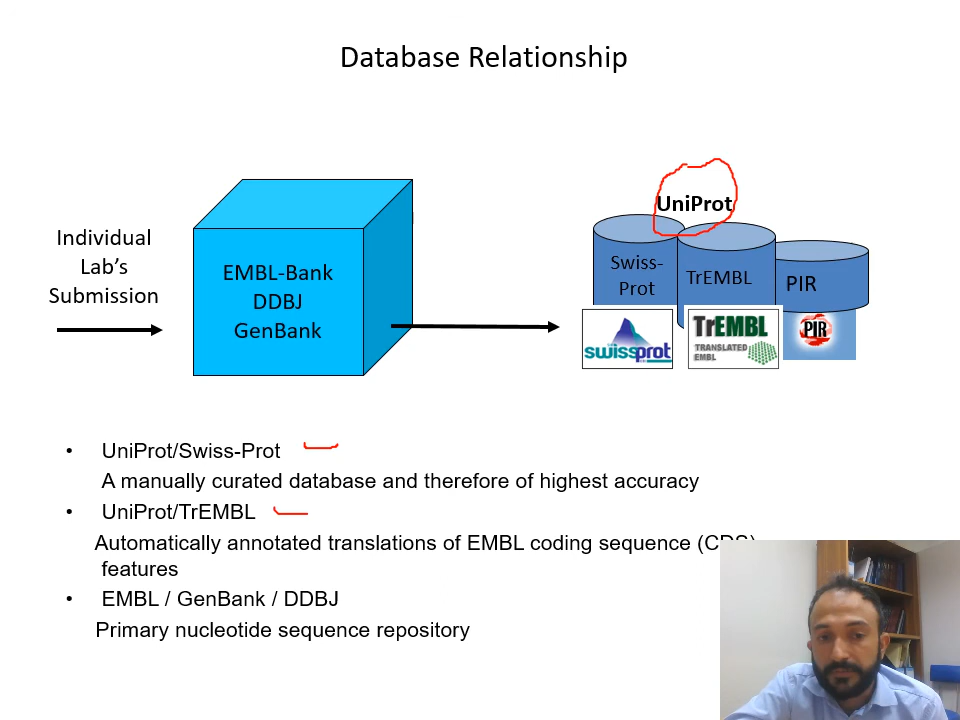 Database Relationship
UniProt
Individual
Lab's
Submission
EMBL-Bank
DDBJ
GenBank
Swiss-
Prot
TrEMBL
PIR
swissprot
TrEMBL
TRANSLATED
EMBL
PIR
• UniProt/Swiss-Prot
A manually curated database and therefore of highest accuracy
• UniProt/TrEMBL
Automatically annotated translations of EMBL coding sequence (CDS)
features
• EMBL / GenBank / DDBJ
Primary nucleotide sequence repository